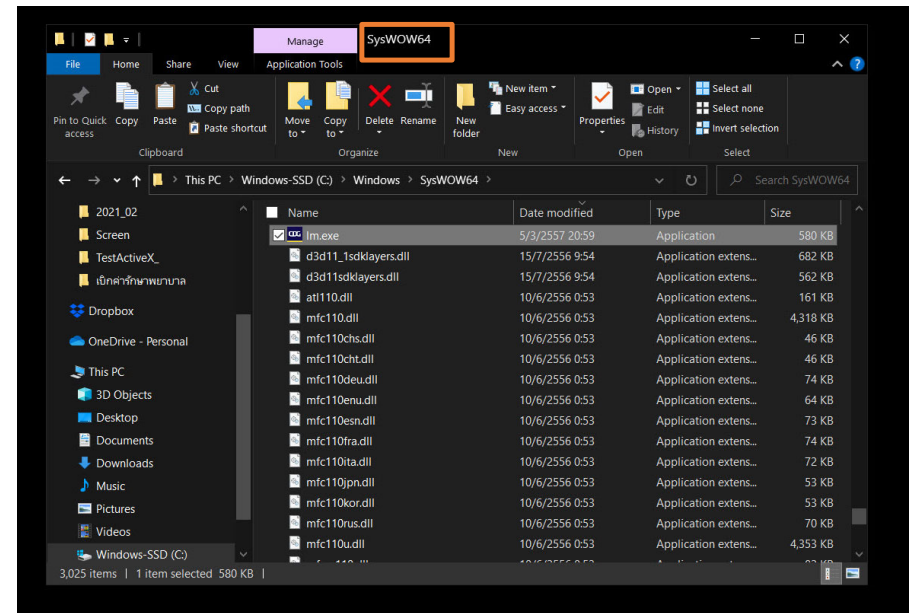 Manage
SysWOW64
File
Home
Share
View
Application Tools
Pin to Quick access
Copy
Paste
Cut
Copy path
Paste shortcut
Move to
Copy to
Delete
Rename
New folder
New item
Easy access
Properties
Open
Edit
History
Select all
Select none
Invert selection
Clipboard
Organize
New
Open
Select
This PC > Windows-SSD (C:) > Windows > SysWOW64 >
Search SysWOW64
2021_02
Screen
TestActiveX_
เบิกค่ารักษาพยาบาล
Dropbox
OneDrive - Personal
This PC
3D Objects
Desktop
Documents
Downloads
Music
Pictures
Videos
Windows-SSD (C:)
Name Date modified Type Size
CDG lm.exe 5/3/2557 20:59 Application 580 KB
d3d11_1sdklayers.dll 15/7/2556 9:54 Application extens... 682 KB
d3d11sdklayers.dll 15/7/2556 9:54 Application extens... 562 KB
atl110.dll 10/6/2556 0:53 Application extens... 161 KB
mfc110.dll 10/6/2556 0:53 Application extens... 4,318 KB
mfc110chs.dll 10/6/2556 0:53 Application extens... 46 KB
mfc110cht.dll 10/6/2556 0:53 Application extens... 46 KB
mfc110deu.dll 10/6/2556 0:53 Application extens... 74 KB
mfc110enu.dll 10/6/2556 0:53 Application extens... 64 KB
mfc110esn.dll 10/6/2556 0:53 Application extens... 73 KB
mfc110fra.dll 10/6/2556 0:53 Application extens... 74 KB
mfc110ita.dll 10/6/2556 0:53 Application extens... 72 KB
mfc110jpn.dll 10/6/2556 0:53 Application extens... 53 KB
mfc110kor.dll 10/6/2556 0:53 Application extens... 53 KB
mfc110rus.dll 10/6/2556 0:53 Application extens... 70 KB
mfc110u.dll 10/6/2556 0:53 Application extens... 4,353 KB
3,025 items | 1 item selected 580 KB |